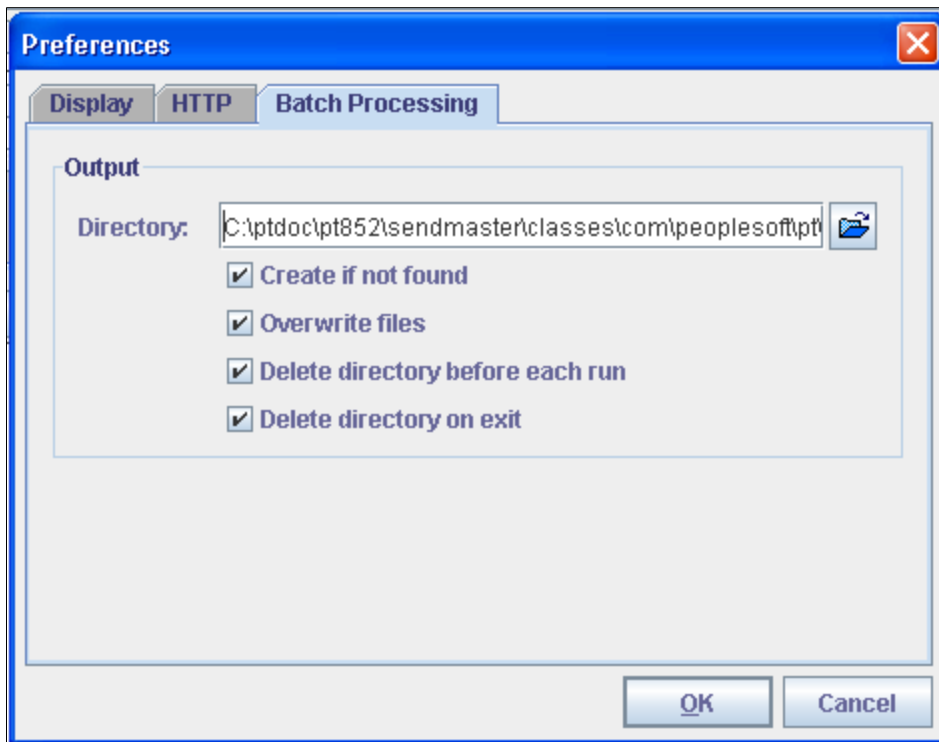 Preferences
Display HTTP Batch Processing
Output
Directory: C:\ptdoc\pt852\sendmaster\classes\com\peoplesoft\pt\
Create if not found
Overwrite files
Delete directory before each run
Delete directory on exit
OK Cancel